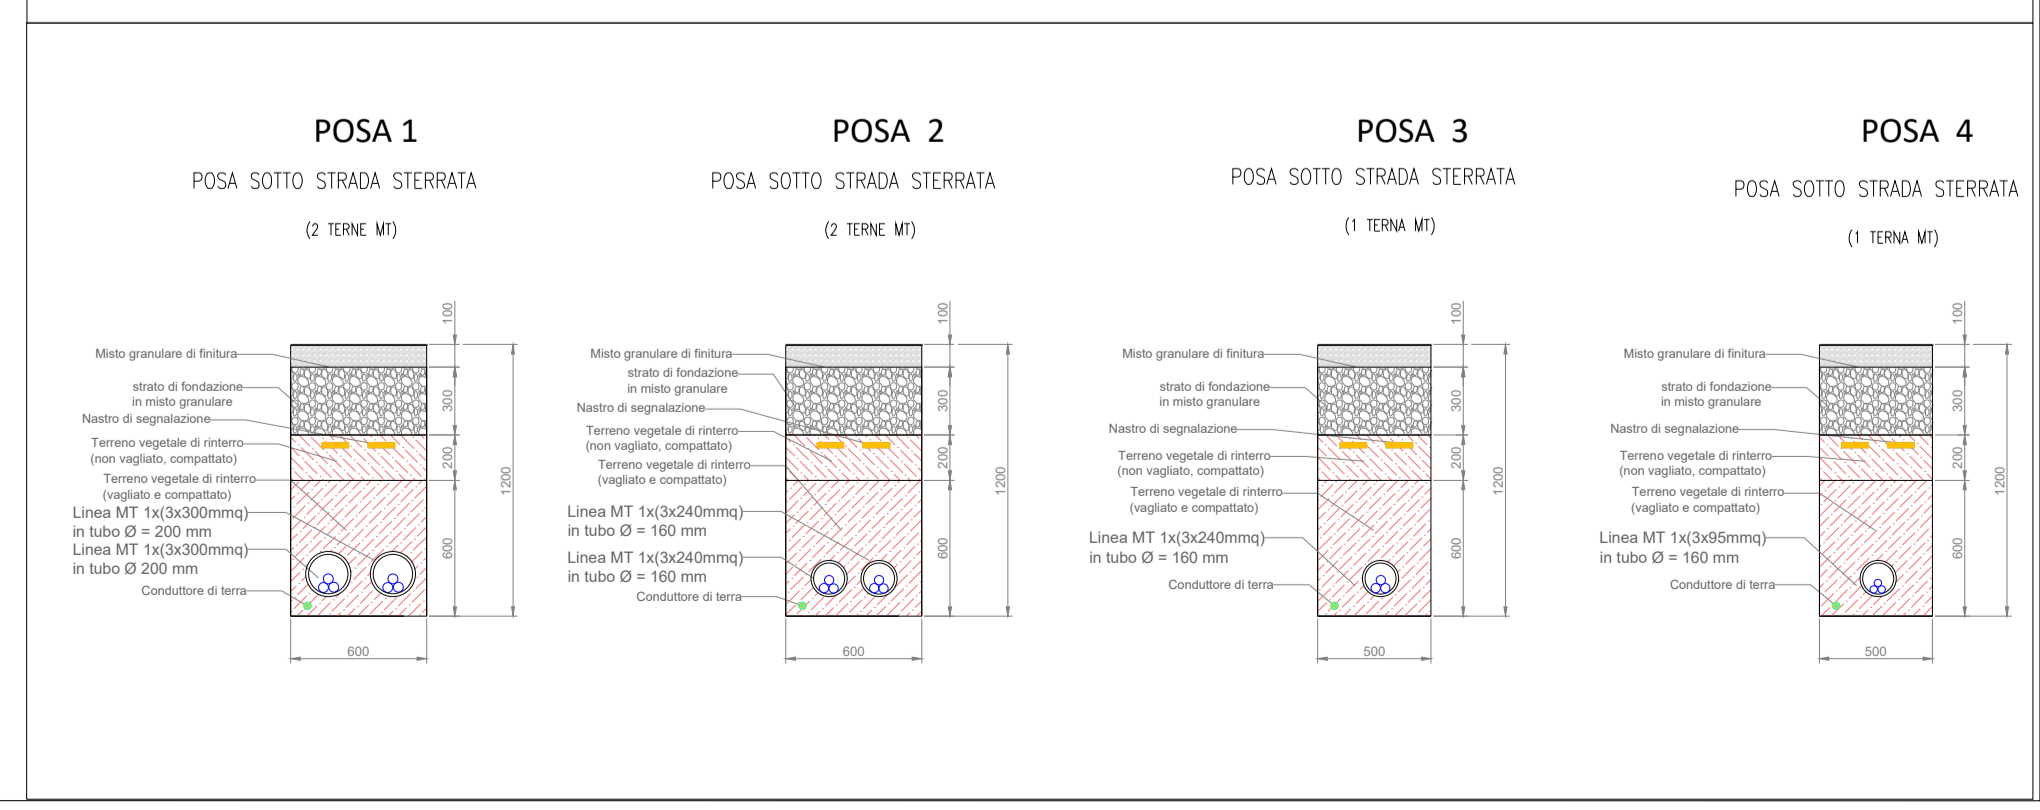 POSA 1
POSA SOTTO STRADA STERRATA
(2 TERNE MT)
100
Misto granulare di finitura
strato di fondazione
in misto granulare
300
Nastro di segnalazione
Terreno vegetale di rinterro
(non vagliato, compattato)
200
Terreno vegetale di rinterro
(vagliato e compattato)
1200
Linea MT 1x(3x300mmq)
in tubo Ø = 200 mm
Linea MT 1x(3x300mmq)
in tubo Ø 200 mm
600
Conduttore di terra
600
POSA 2
POSA SOTTO STRADA STERRATA
(2 TERNE MT)
100
Misto granulare di finitura
strato di fondazione
in misto granulare
300
Nastro di segnalazione
Terreno vegetale di rinterro
(non vagliato, compattato)
200
Terreno vegetale di rinterro
(vagliato e compattato)
1200
Linea MT 1x(3x240mmq)
in tubo Ø = 160 mm
Linea MT 1x(3x240mmq)
in tubo Ø = 160 mm
600
Conduttore di terra
600
POSA 3
POSA SOTTO STRADA STERRATA
(1 TERNA MT)
100
Misto granulare di finitura
strato di fondazione
in misto granulare
300
Nastro di segnalazione
Terreno vegetale di rinterro
(non vagliato, compattato)
200
Terreno vegetale di rinterro
(vagliato e compattato)
1200
Linea MT 1x(3x240mmq)
in tubo Ø = 160 mm
600
Conduttore di terra
500
POSA 4
POSA SOTTO STRADA STERRATA
(1 TERNA MT)
100
Misto granulare di finitura
strato di fondazione
in misto granulare
300
Nastro di segnalazione
Terreno vegetale di rinterro
(non vagliato, compattato)
200
Terreno vegetale di rinterro
(vagliato e compattato)
1200
Linea MT 1x(3x95mmq)
in tubo Ø = 160 mm
600
Conduttore di terra
500